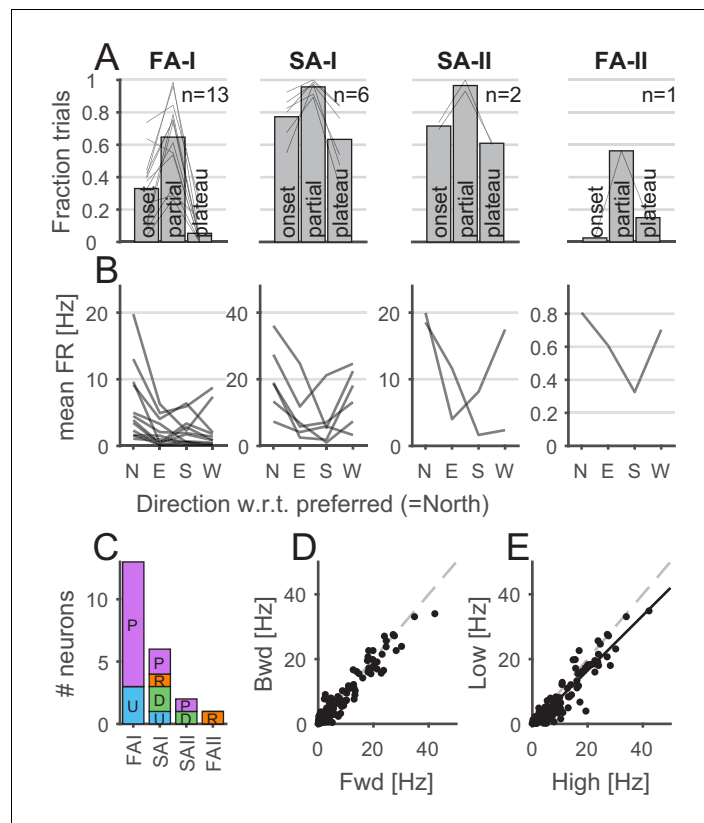 A
FA-I SA-I SA-II FA-II
Fraction trials
1
0.8
0.6
0.4
0.2
0
n=13 n=6 n=2 n=1
onset partial plateau
onset partial plateau
onset partial plateau
onset partial plateau
B
mean FR [Hz]
20
10
0
40
20
0
20
10
0
0.8
0.6
0.4
0.2
0
N E S W N E S W N E S W N E S W
Direction w.r.t. preferred (=North)
C
# neurons
10
5
0
P
U
P
R
D
U
P
D
R
FAI SAI SAII FAII
D
Bwd [Hz]
40
20
0
0 20 40
Fwd [Hz]
E
Low [Hz]
40
20
0
0 20 40
High [Hz]